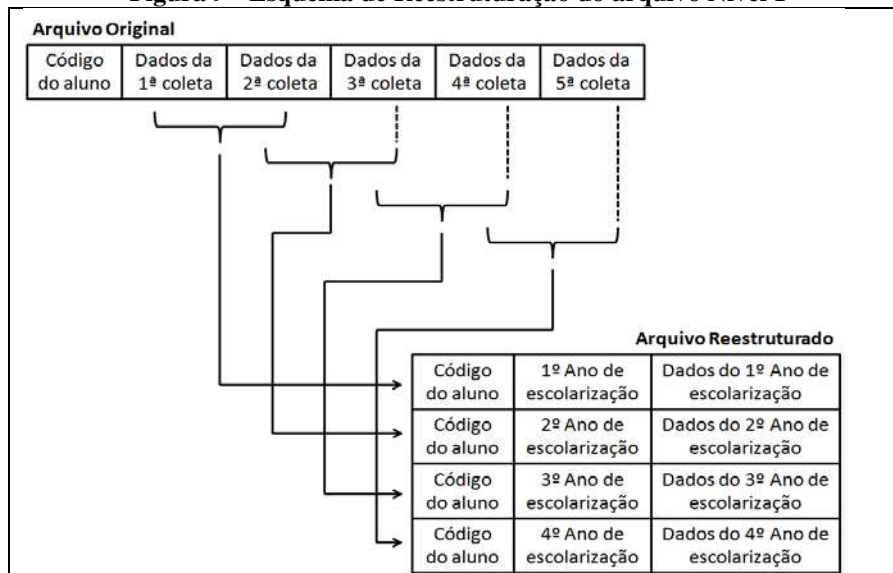 Arquivo Original
Código Dados da Dados da Dados da Dados da Dados da
do aluno 1ª coleta 2ª coleta 3ª coleta 4ª coleta 5ª coleta
Arquivo Reestruturado
Código 1º Ano de Dados do 1º Ano de
do aluno escolarização escolarização
Código 2º Ano de Dados do 2º Ano de
do aluno escolarização escolarização
Código 3º Ano de Dados do 3º Ano de
do aluno escolarização escolarização
Código 4º Ano de Dados do 4º Ano de
do aluno escolarização escolarização